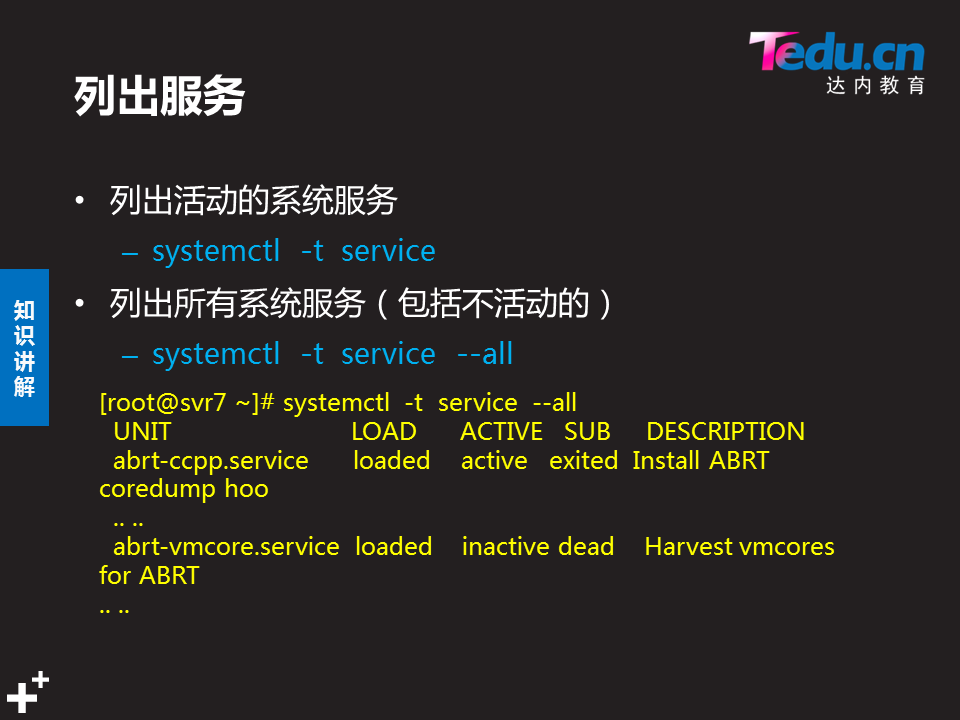 Tedu.cn
达内教育
列出服务
• 列出活动的系统服务
– systemctl -t service
• 列出所有系统服务（包括不活动的）
– systemctl -t service --all
知识讲解
[root@svr7 ~]# systemctl -t service --all
UNIT LOAD ACTIVE SUB DESCRIPTION
abrt-ccpp.service loaded active exited Install ABRT
coredump hoo
.. ..
abrt-vmcore.service loaded inactive dead Harvest vmcores
for ABRT
.. ..